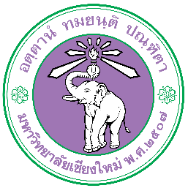 อตฺตานํ ทมยนฺติ ปณฺฑิตา
มหาวิทยาลัยเชียงใหม่ พ.ศ.๒๕๐๗